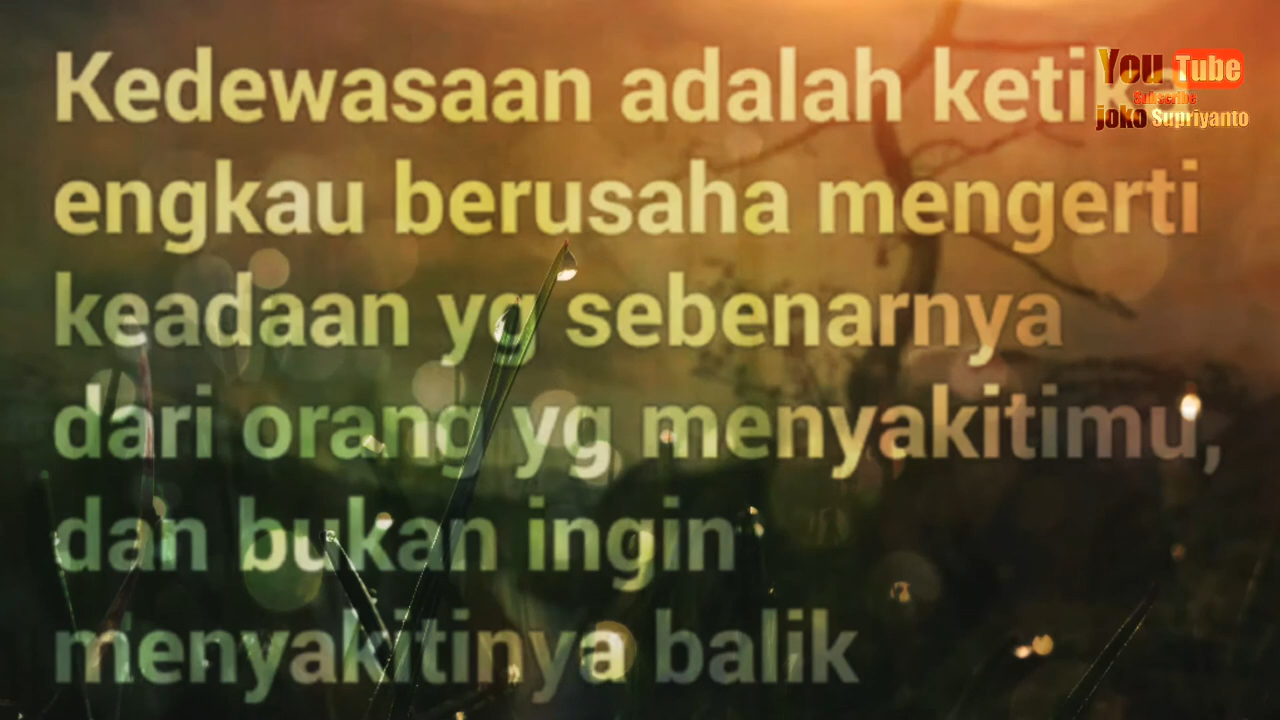 Kedewasaan adalah ketika
engkau berusaha mengerti
keadaan yg sebenarnya
dari orang yg menyakitimu,
dan bukan ingin
menyakitinya balik
You Tube
Subscribe
joko Supriyanto